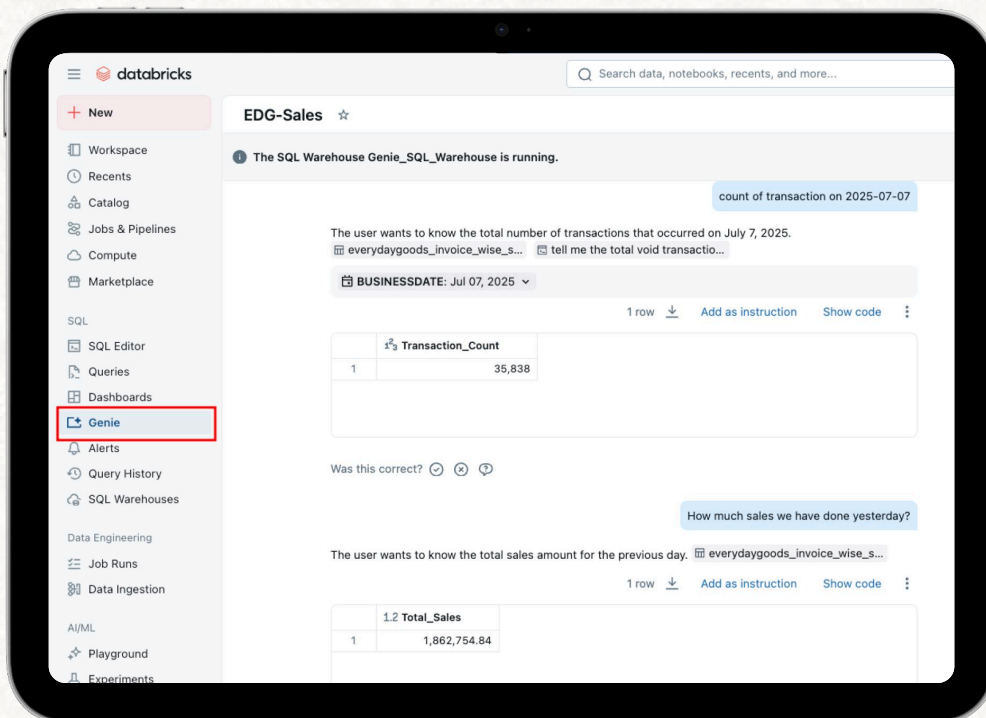 databricks
Search data, notebooks, recents, and more...
New
Workspace
Recents
Catalog
Jobs & Pipelines
Compute
Marketplace
SQL
SQL Editor
Queries
Dashboards
Genie
Alerts
Query History
SQL Warehouses
Data Engineering
Job Runs
Data Ingestion
AI/ML
Playground
Experiments
EDG-Sales
The SQL Warehouse Genie_SQL_Warehouse is running.
count of transaction on 2025-07-07
The user wants to know the total number of transactions that occurred on July 7, 2025.
everydaygoods_invoice_wise_s... tell me the total void transactio...
BUSINESSDATE: Jul 07, 2025
1 row Add as instruction Show code
1²3 Transaction_Count
1 35,838
Was this correct?
How much sales we have done yesterday?
The user wants to know the total sales amount for the previous day. everydaygoods_invoice_wise_s...
1 row Add as instruction Show code
1.2 Total_Sales
1 1,862,754.84